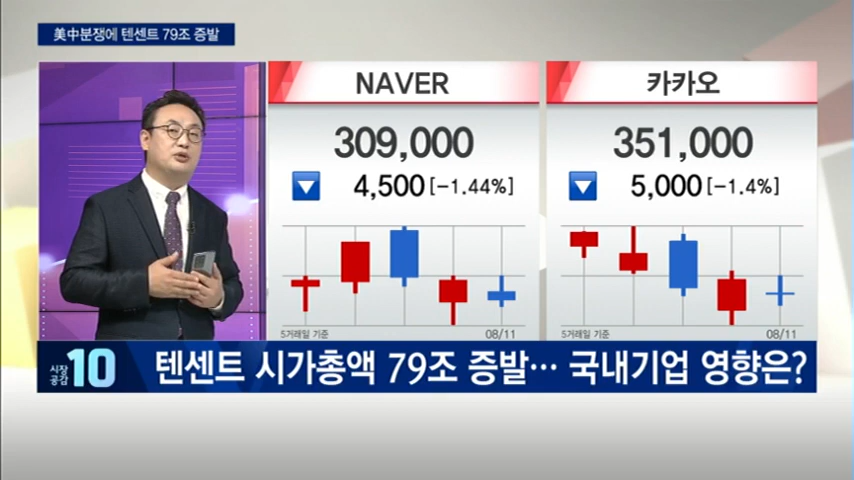 美中분쟁에 텐센트 79조 증발
NAVER
309,000
▼ 4,500 [-1.44%]
5거래일 기준 08/11
카카오
351,000
▼ 5,000 [-1.4%]
5거래일 기준 08/11
시장공감 10
텐센트 시가총액 79조 증발… 국내기업 영향은?